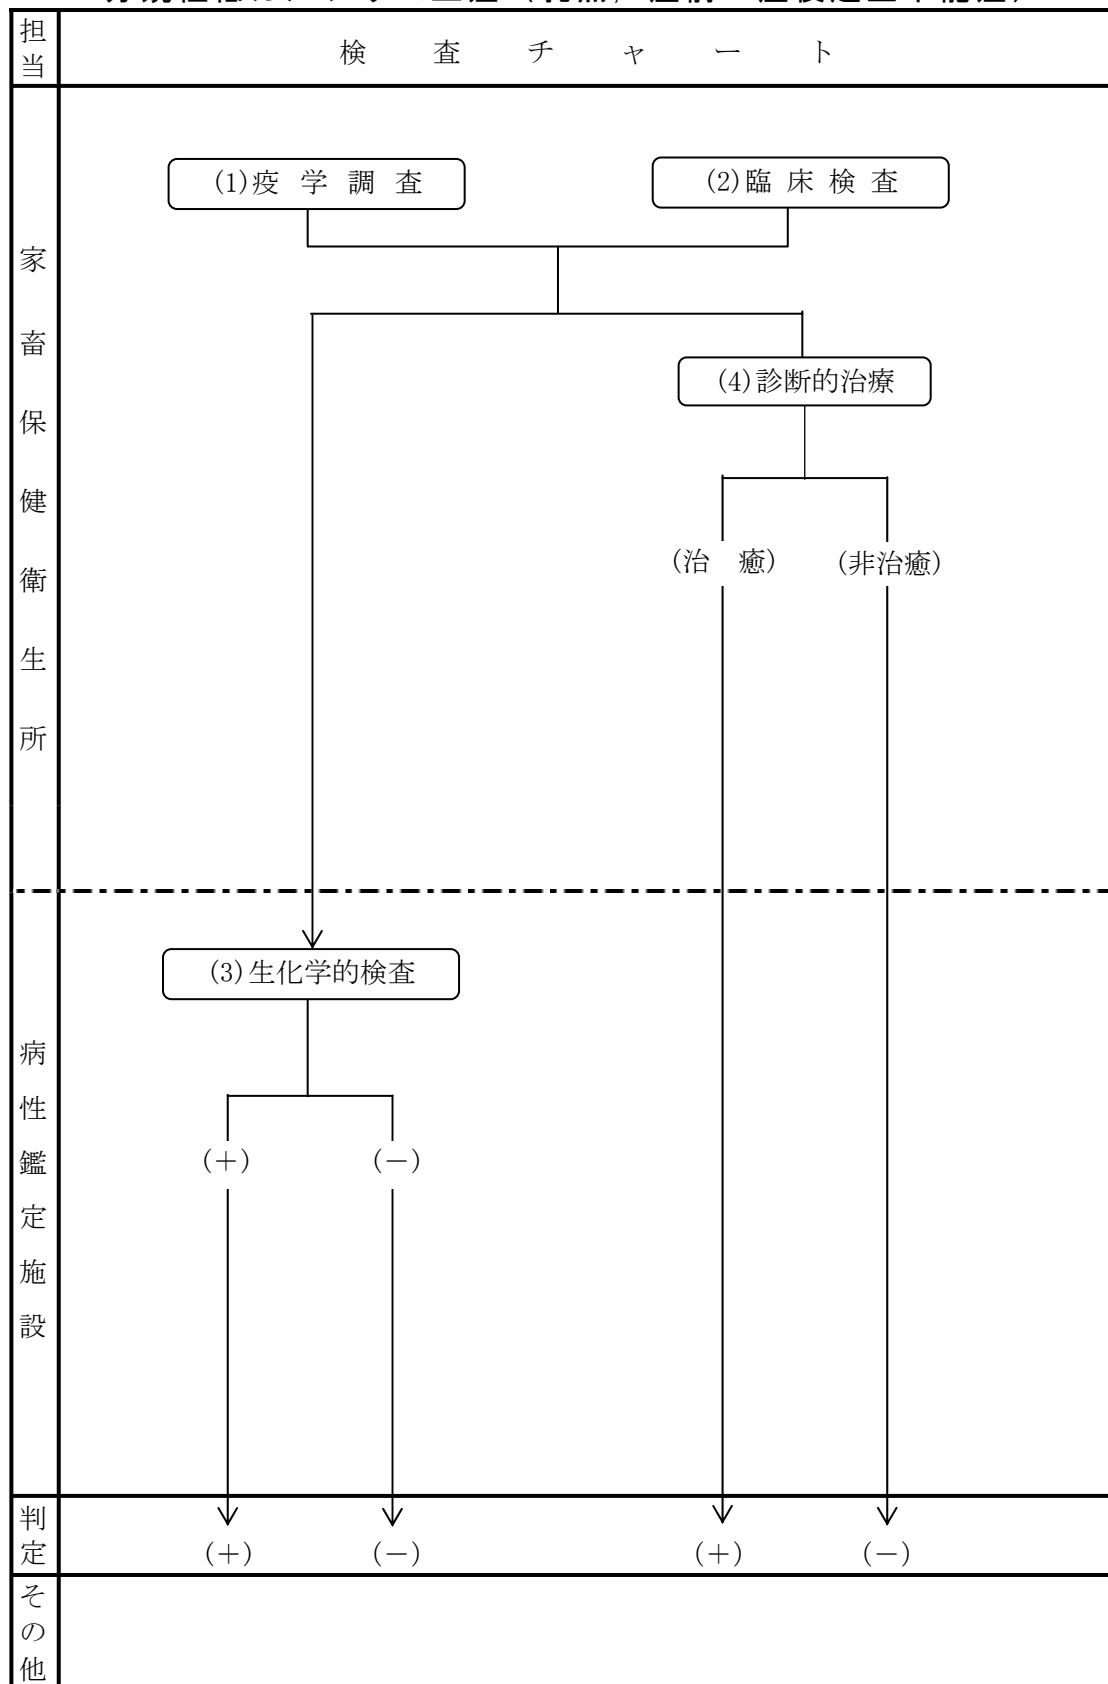 担当
検査チャート
(1)疫学調査
(2)臨床検査
家畜保健衛生所
(4)診断的治療
(治 癒)
(非治癒)
(3)生化学的検査
病性鑑定施設
(+)
(-)
判定
(+)
(-)
(+)
(-)
その他